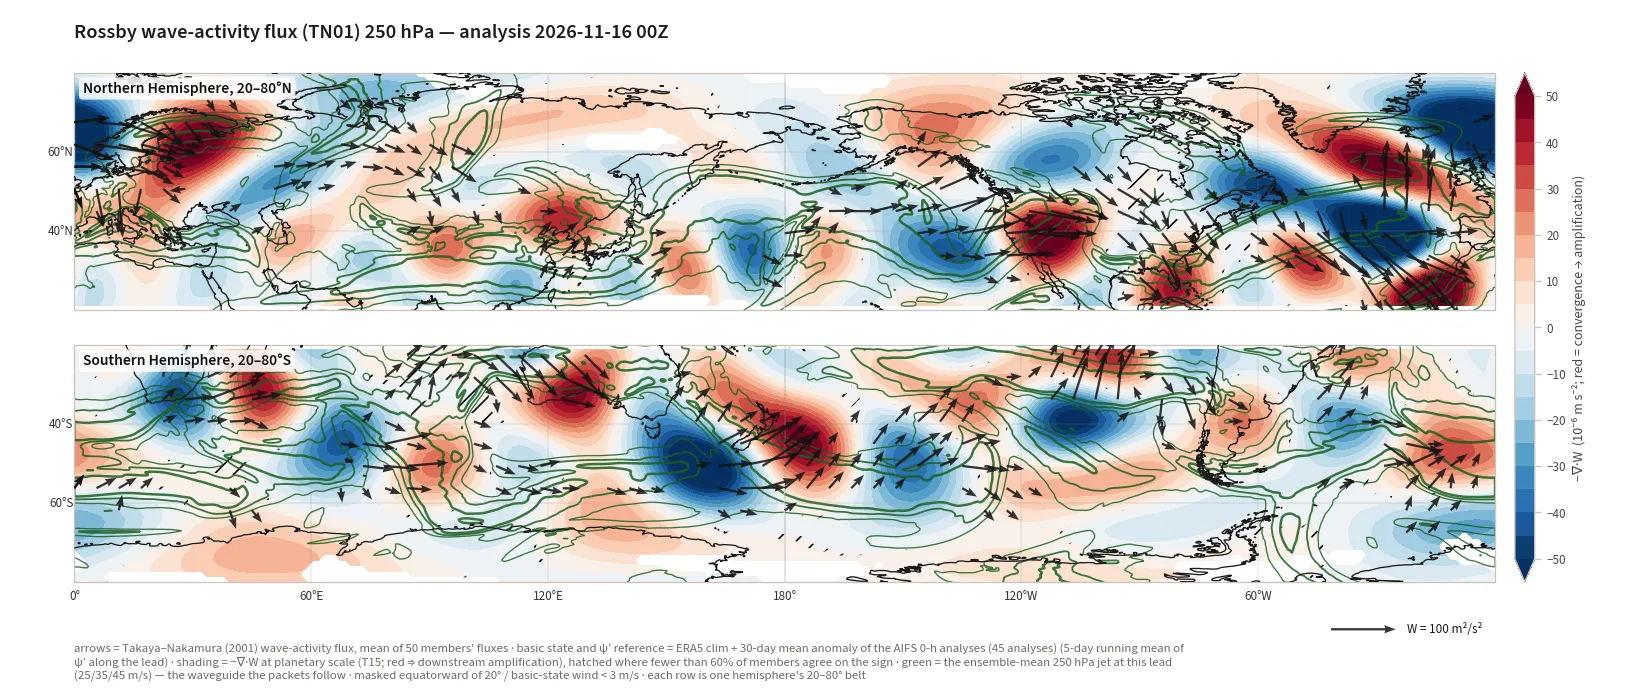 Rossby wave-activity flux (TN01) 250 hPa — analysis 2026-11-16 00Z
Northern Hemisphere, 20–80°N
60°N
40°N
Southern Hemisphere, 20–80°S
40°S
60°S
0°
60°E
120°E
180°
120°W
60°W
50
40
30
20
10
0
−10
−20
−30
−40
−50
−∇·W (10⁻⁶ m s⁻²; red = convergence → amplification)
W = 100 m²/s²
arrows = Takaya–Nakamura (2001) wave-activity flux, mean of 50 members' fluxes · basic state and ψ′ reference = ERA5 clim + 30-day mean anomaly of the AIFS 0-h analyses (45 analyses) (5-day running mean of
ψ′ along the lead) · shading = −∇·W at planetary scale (T15; red ⇒ downstream amplification), hatched where fewer than 60% of members agree on the sign · green = the ensemble-mean 250 hPa jet at this lead
(25/35/45 m/s) — the waveguide the packets follow · masked equatorward of 20° / basic-state wind < 3 m/s · each row is one hemisphere's 20–80° belt